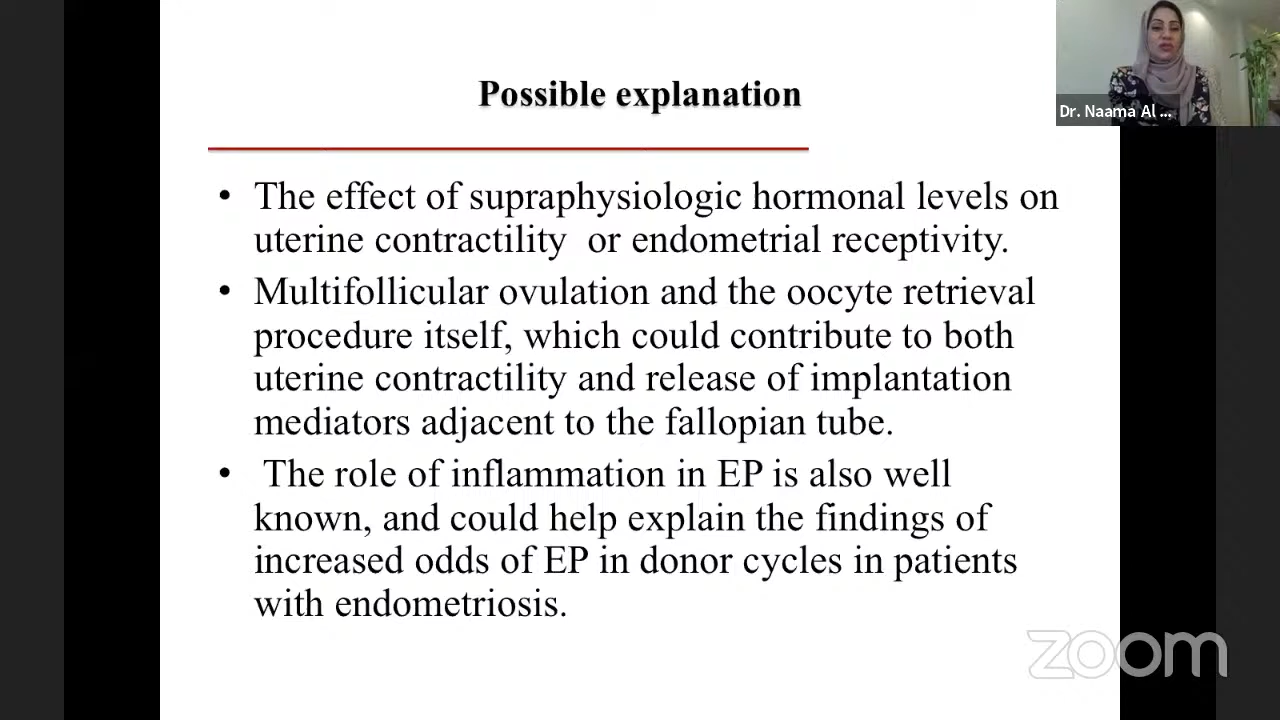 Possible explanation
Dr. Naama Al ...
• The effect of supraphysiologic hormonal levels on
uterine contractility or endometrial receptivity.
• Multifollicular ovulation and the oocyte retrieval
procedure itself, which could contribute to both
uterine contractility and release of implantation
mediators adjacent to the fallopian tube.
• The role of inflammation in EP is also well
known, and could help explain the findings of
increased odds of EP in donor cycles in patients
with endometriosis.
zoom